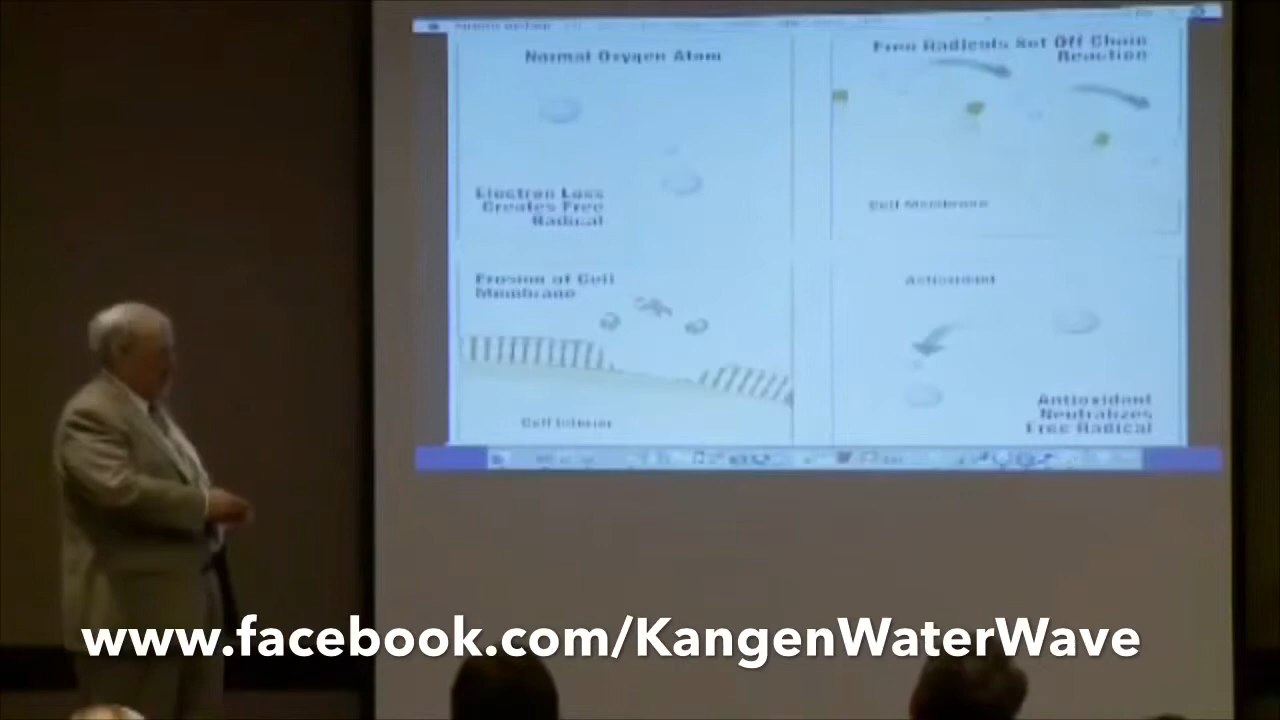 Normal Oxygen Atom
Electron Loss
Creates Free
Radical
Free Radicals Set Off Chain
Reaction
Cell Membrane
Erosion of Cell
Membrane
Cell Interior
Antioxidant
Antioxidant
Neutralizes
Free Radical
www.facebook.com/KangenWaterWave